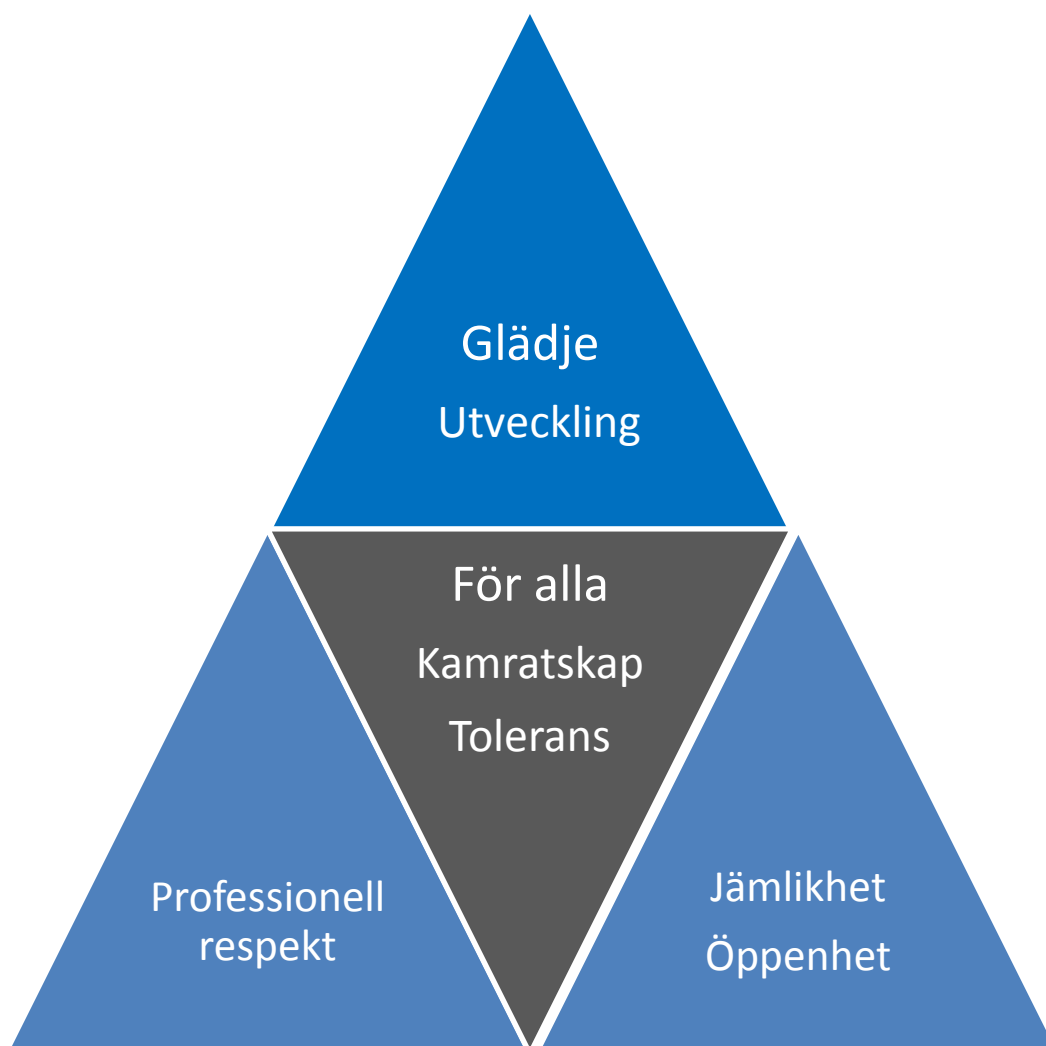 Glädje
Utveckling
För alla
Kamratskap
Tolerans
Professionell
respekt
Jämlikhet
Öppenhet